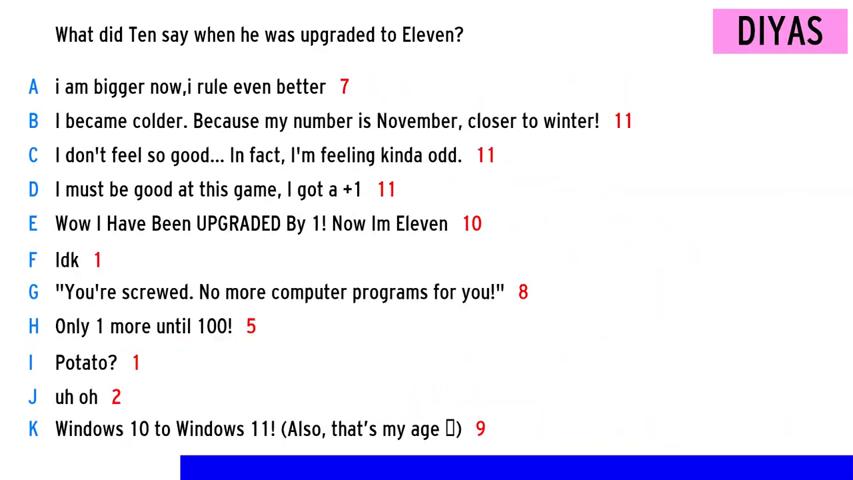 What did Ten say when he was upgraded to Eleven?
DIYAS
A i am bigger now,i rule even better 7
B I became colder. Because my number is November, closer to winter! 11
C I don't feel so good... In fact, I'm feeling kinda odd. 11
D I must be good at this game, I got a +1 11
E Wow I Have Been UPGRADED By 1! Now Im Eleven 10
F Idk 1
G "You're screwed. No more computer programs for you!" 8
H Only 1 more until 100! 5
I Potato? 1
J uh oh 2
K Windows 10 to Windows 11! (Also, that's my age ▯) 9